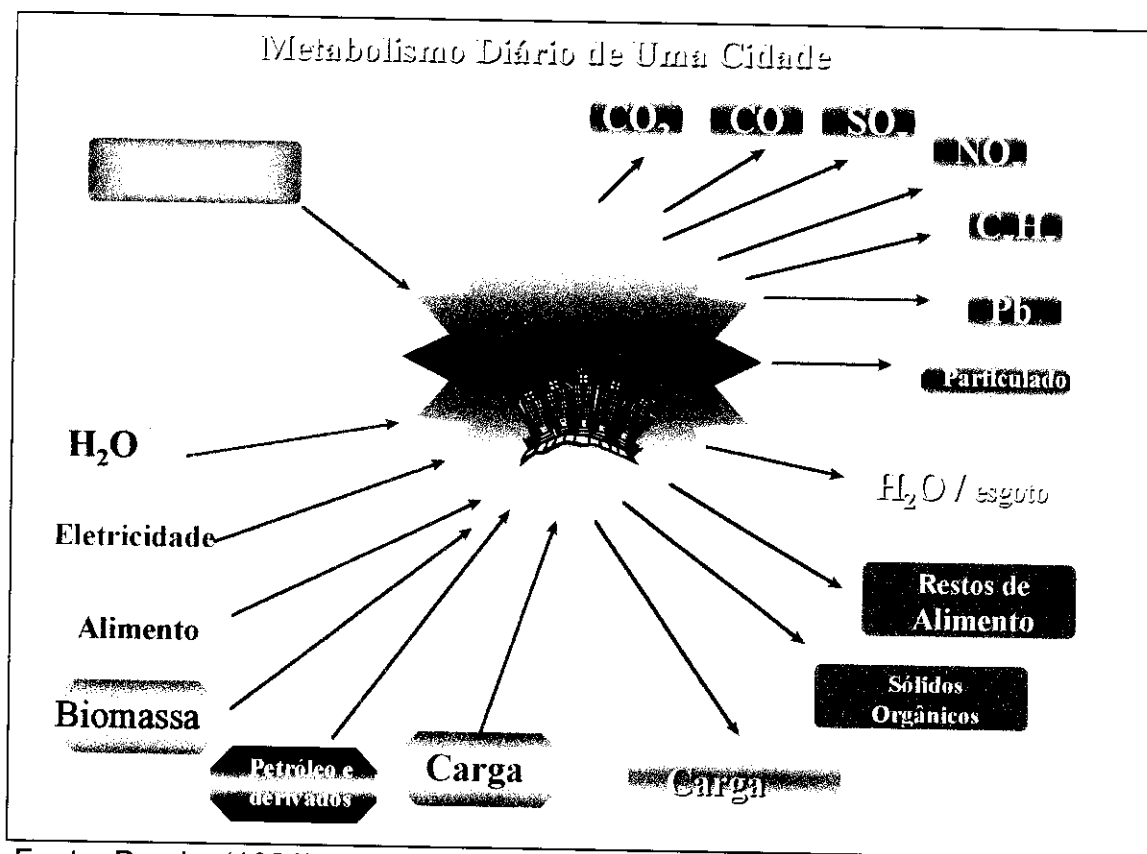 Metabolismo Diário de Uma Cidade
CO₂
CO
SO
NO
C H
Pb
Particulado
H₂O
H₂O / esgoto
Eletricidade
Restos de
Alimento
Alimento
Sólidos
Orgânicos
Biomassa
Petróleo e
derivados
Carga
Carga